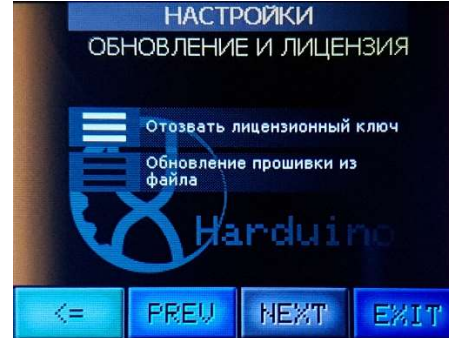 НАСТРОЙКИ
ОБНОВЛЕНИЕ И ЛИЦЕНЗИЯ
Отозвать лицензионный ключ
Обновление прошивки из
файла
Harduino
<= PREV NEXT EXIT